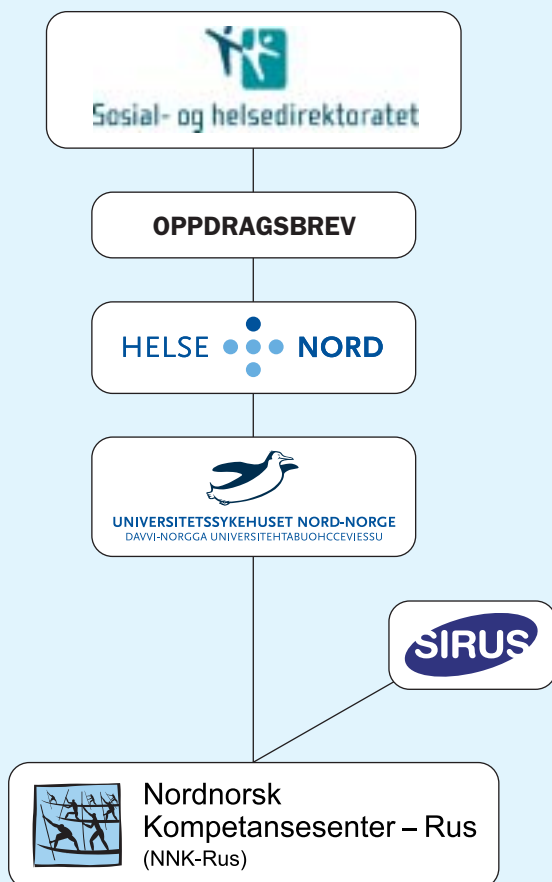 Sosial- og helsedirektoratet
OPPDRAGSBREV
HELSE NORD
UNIVERSITETSSYKEHUSET NORD-NORGE
DAVVI-NORGGA UNIVERSITEHTABUOHCCEVIESSU
SIRUS
Nordnorsk
Kompetansesenter – Rus
(NNK-Rus)